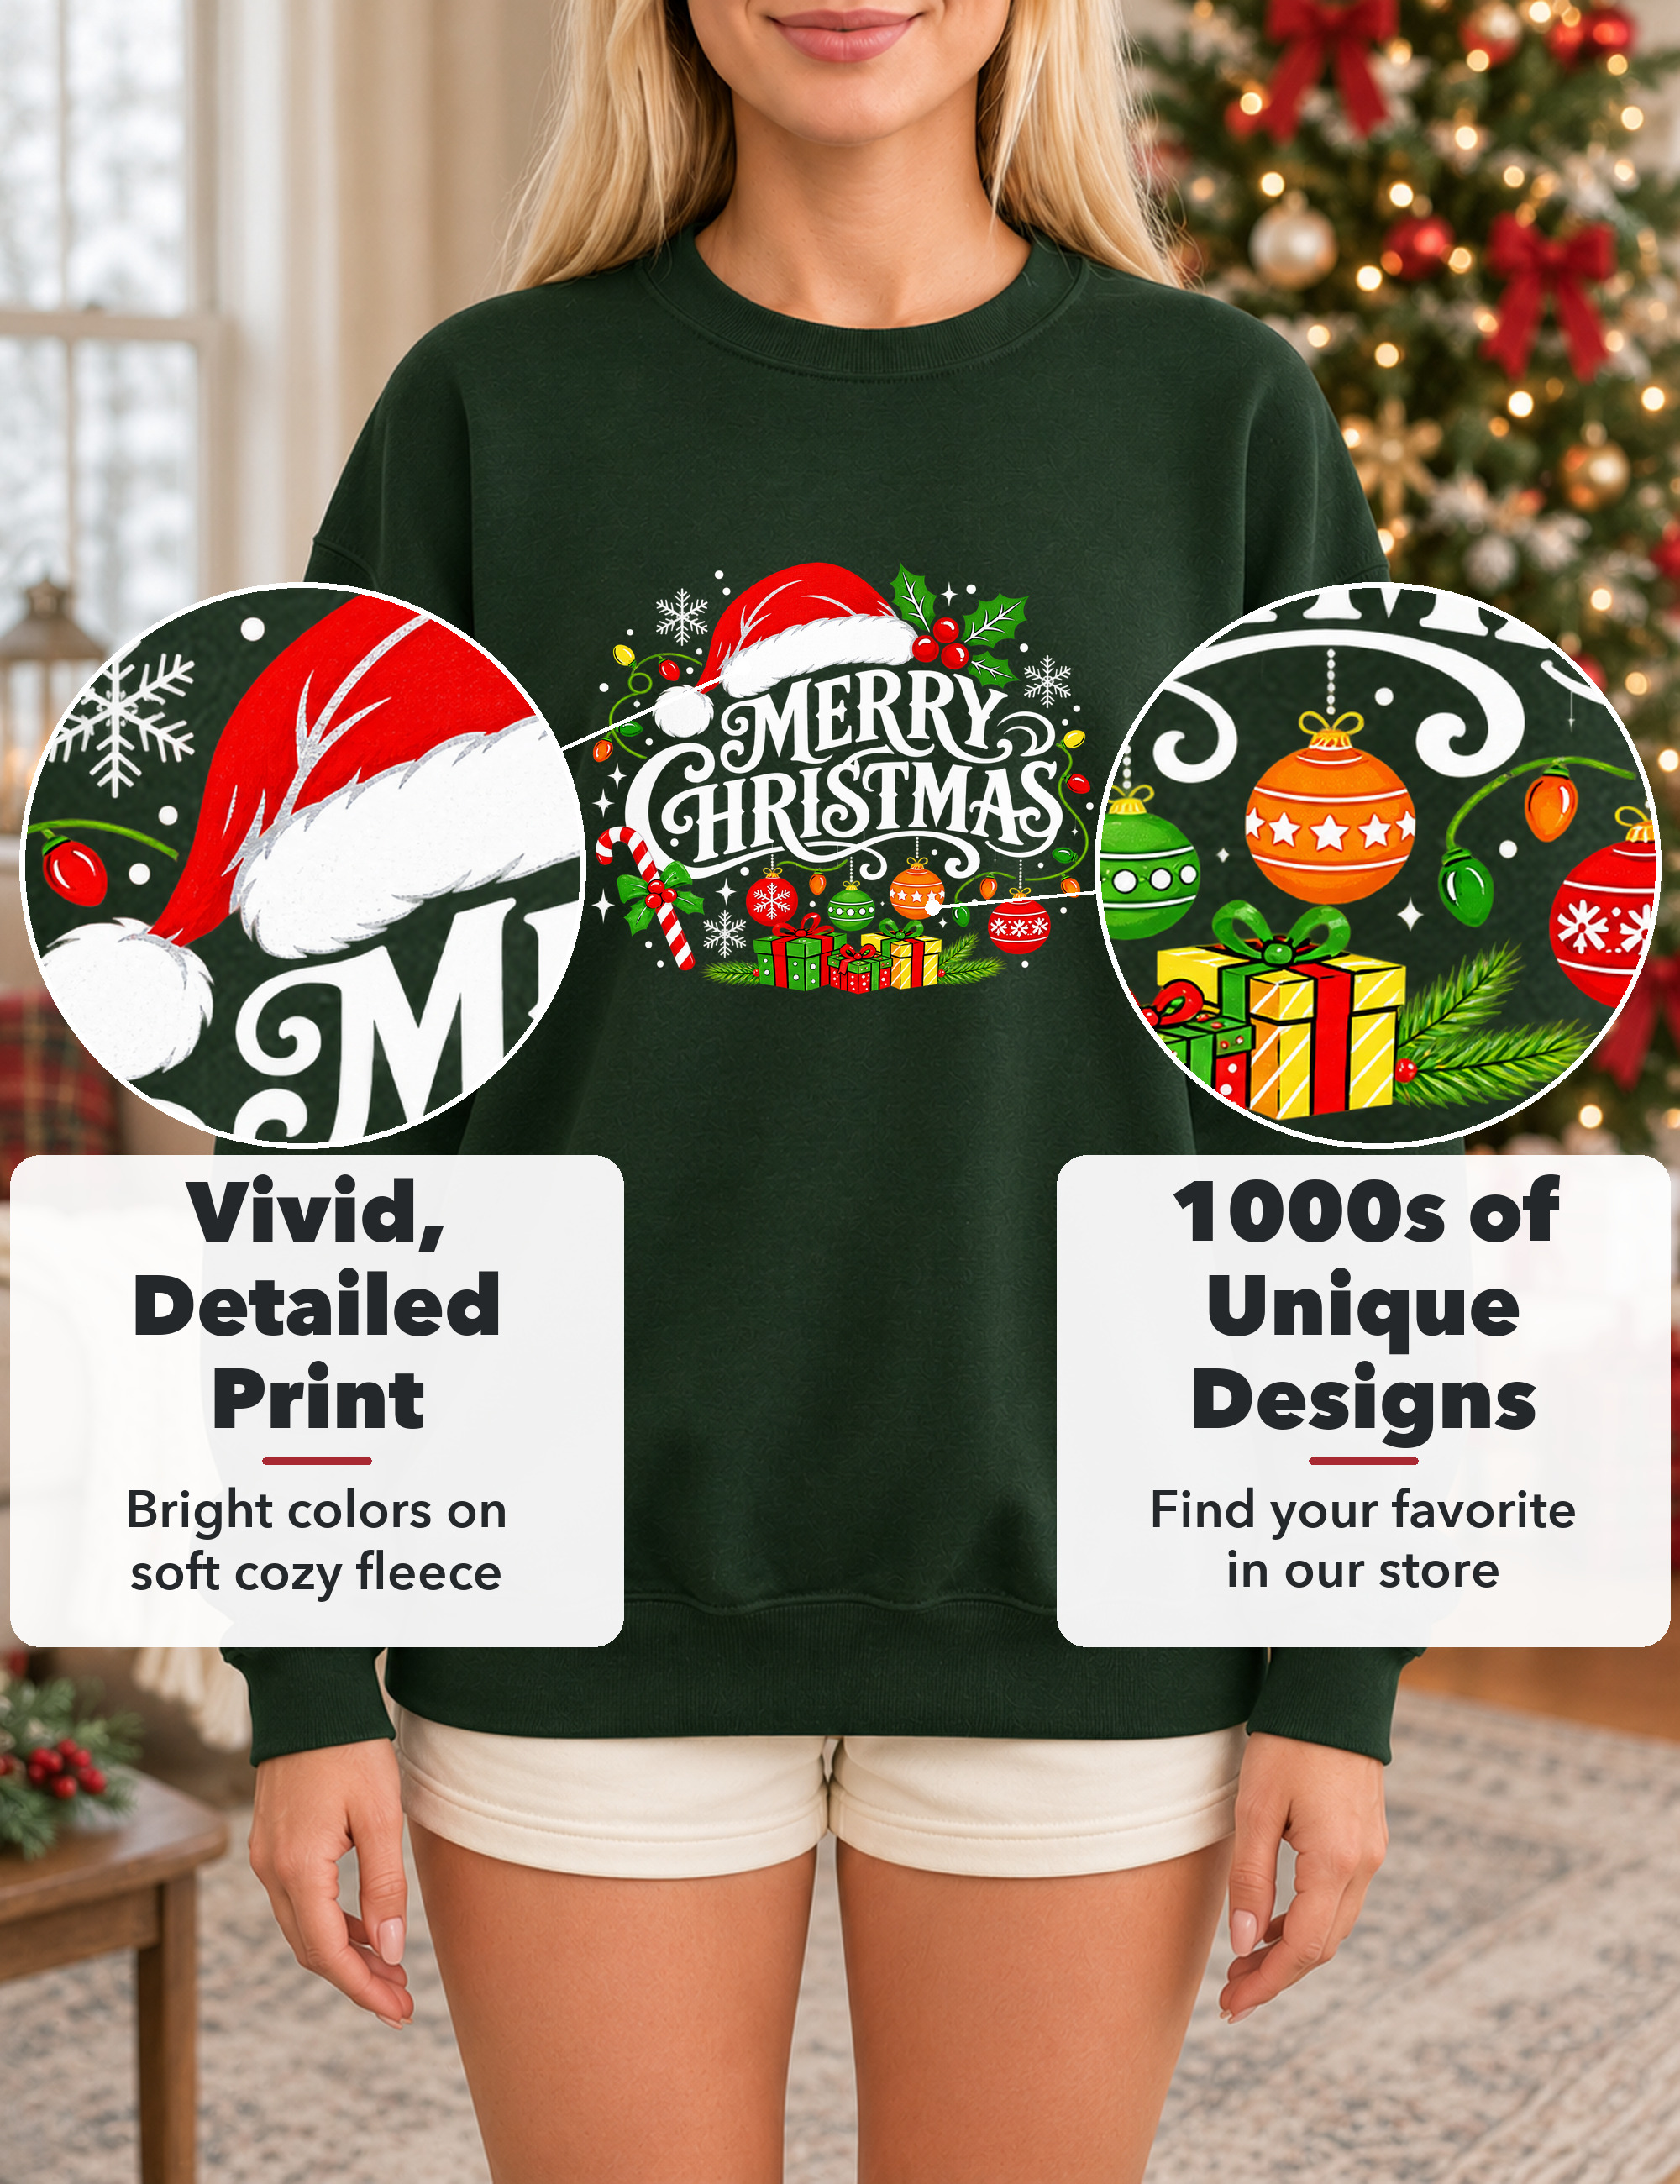 MERRY
CHRISTMAS
Vivid,
Detailed
Print
Bright colors on
soft cozy fleece
1000s of
Unique
Designs
Find your favorite
in our store